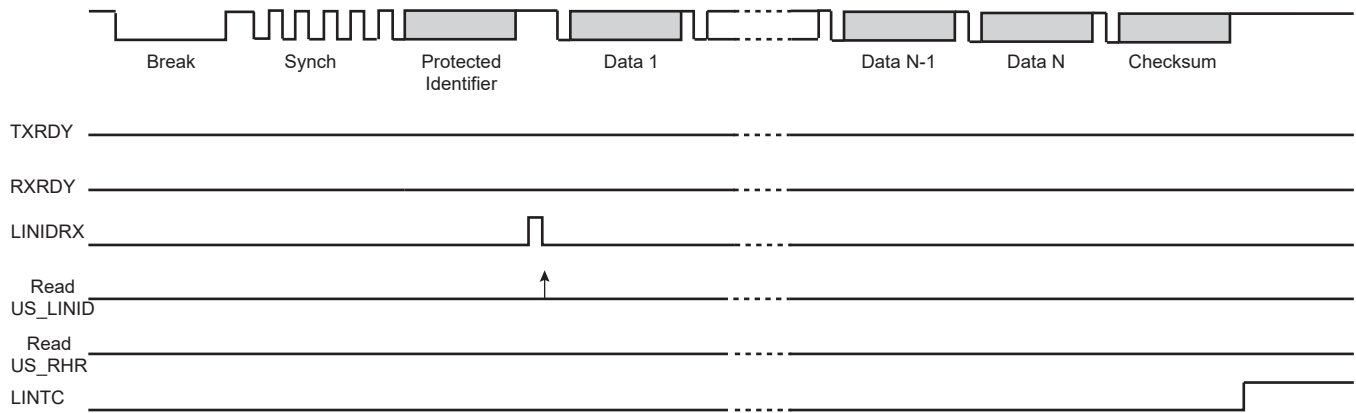 Break Synch Protected Data 1 Data N-1 Data N Checksum
Identifier
TXRDY
RXRDY
LINIDRX
Read
US_LINID
Read
US_RHR
LINTC